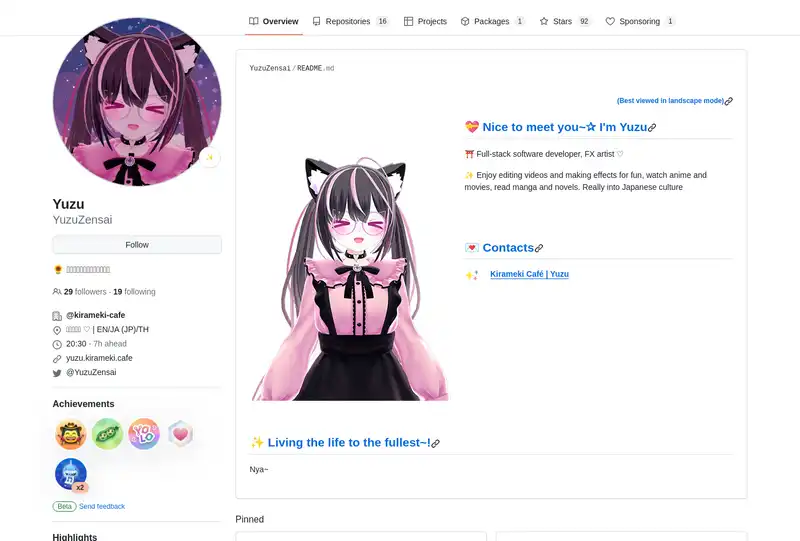 Overview
Repositories 16
Projects
Packages 1
Stars 92
Sponsoring 1
YuzuZensai/README.md
(Best viewed in landscape mode)
💝 Nice to meet you~✰ I'm Yuzu
⛩️ Full-stack software developer, FX artist ♡
✨ Enjoy editing videos and making effects for fun, watch anime and
movies, read manga and novels. Really into Japanese culture
💌 Contacts
✨ Kirameki Café | Yuzu
✨ Living the life to the fullest~!
Nya~
Pinned
Yuzu
YuzuZensai
Follow
29 followers · 19 following
@kirameki-cafe
♡ | EN/JA (JP)/TH
20:30 - 7h ahead
yuzu.kirameki.cafe
@YuzuZensai
Achievements
YOLO
x2
Beta Send feedback
Highlights